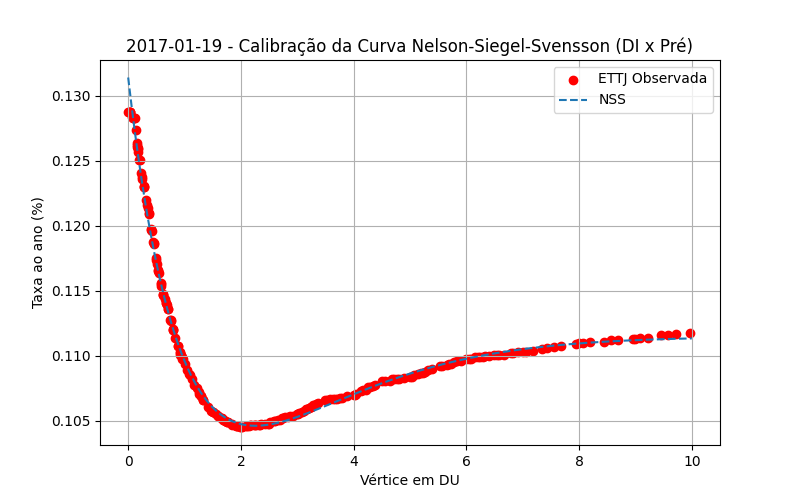 2017-01-19 - Calibração da Curva Nelson-Siegel-Svensson (DI x Pré)
ETTJ Observada
NSS
Taxa ao ano (%)
0.130
0.125
0.120
0.115
0.110
0.105
0 2 4 6 8 10
Vértice em DU